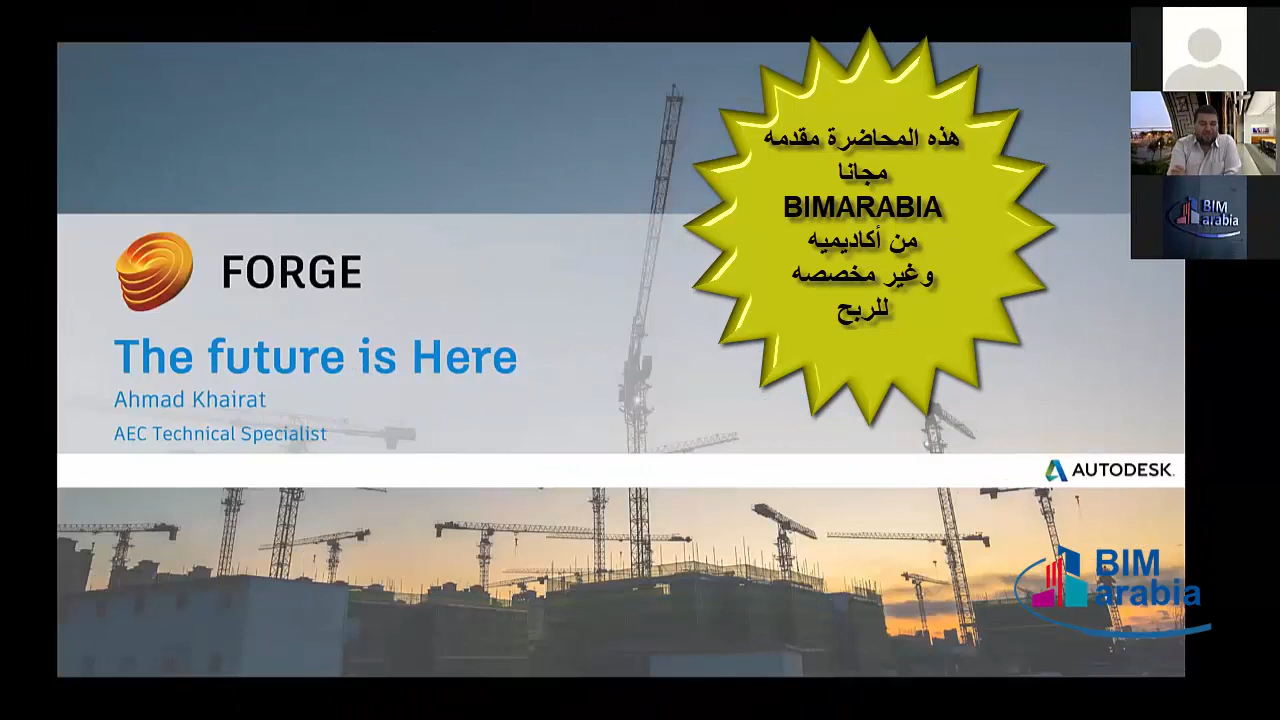 هذه المحاضرة مقدمه
مجانا
BIMARABIA
من أكاديميه
وغير مخصصه
للربح
FORGE
The future is Here
Ahmad Khairat
AEC Technical Specialist
AUTODESK.
BIM
arabia
BIM
arabia